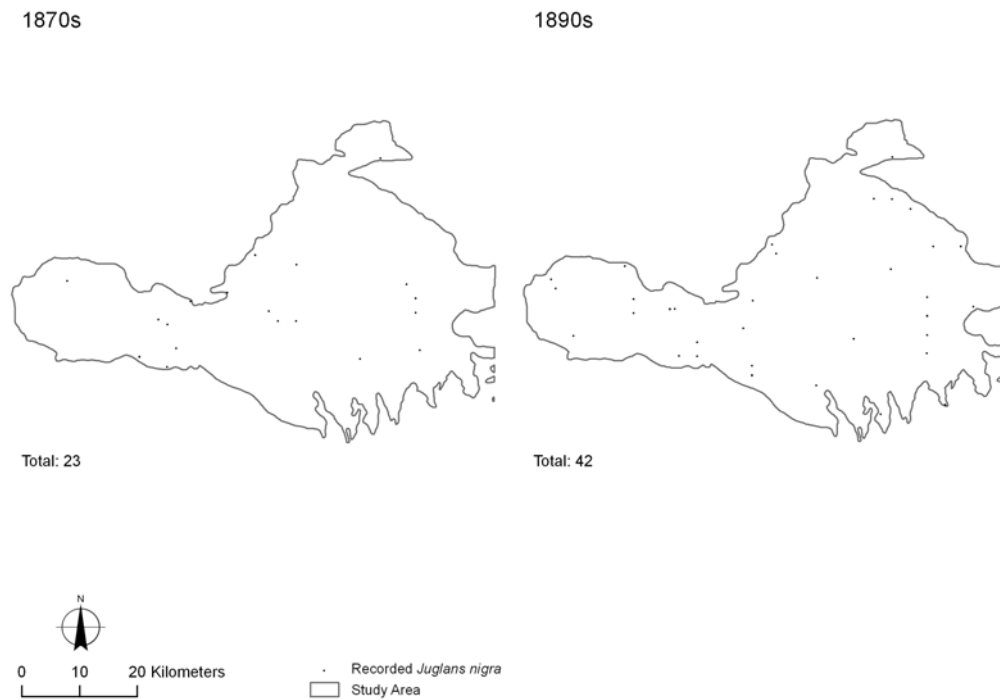 1870s
1890s
Total: 23
Total: 42
N
0 10 20 Kilometers
Recorded Juglans nigra
Study Area